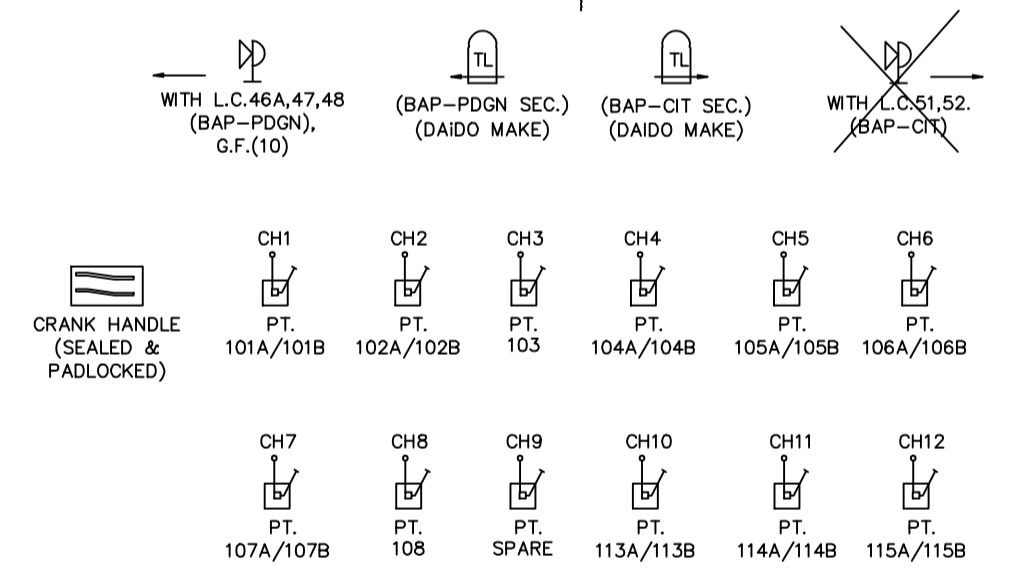 TL
TL
WITH L.C.46A,47,48
(BAP-PDGN),
G.F.(10)
(BAP-PDGN SEC.)
(DAiDO MAKE)
(BAP-CIT SEC.)
(DAIDO MAKE)
WITH L.C.51,52.
(BAP-CIT)
CH1
CH2
CH3
CH4
CH5
CH6
CRANK HANDLE
(SEALED &
PADLOCKED)
PT.
101A/101B
PT.
102A/102B
PT.
103
PT.
104A/104B
PT.
105A/105B
PT.
106A/106B
CH7
CH8
CH9
CH10
CH11
CH12
PT.
107A/107B
PT.
108
PT.
SPARE
PT.
113A/113B
PT.
114A/114B
PT.
115A/115B